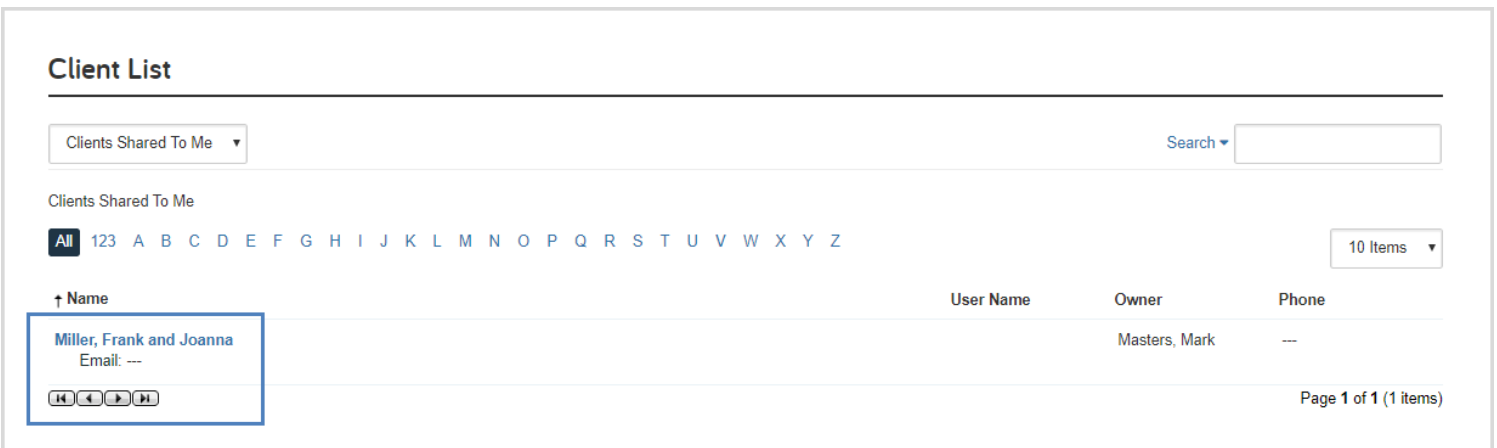 Client List
Clients Shared To Me
Search
Clients Shared To Me
All 123 A B C D E F G H I J K L M N O P Q R S T U V W X Y Z
10 Items
Name User Name Owner Phone
Miller, Frank and Joanna Masters, Mark ---
Email: ---
Page 1 of 1 (1 items)